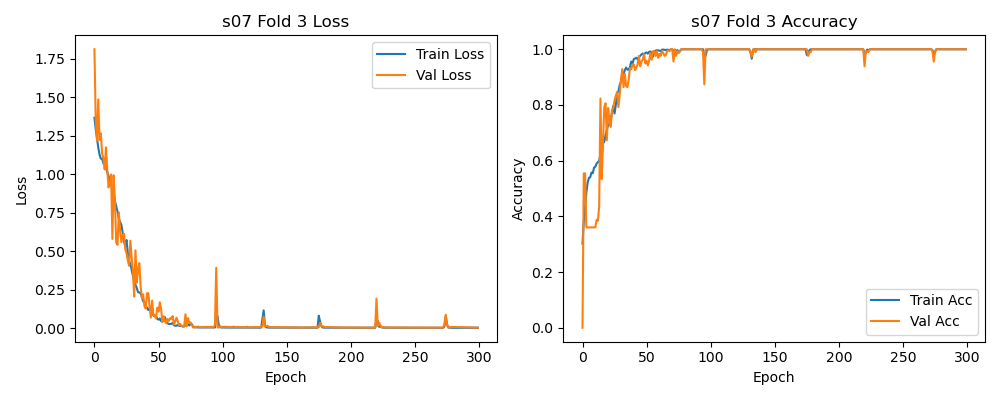 s07 Fold 3 Loss
Loss
1.75
1.50
1.25
1.00
0.75
0.50
0.25
0.00
0 50 100 150 200 250 300
Epoch
Train Loss
Val Loss
s07 Fold 3 Accuracy
Accuracy
1.0
0.8
0.6
0.4
0.2
0.0
0 50 100 150 200 250 300
Epoch
Train Acc
Val Acc